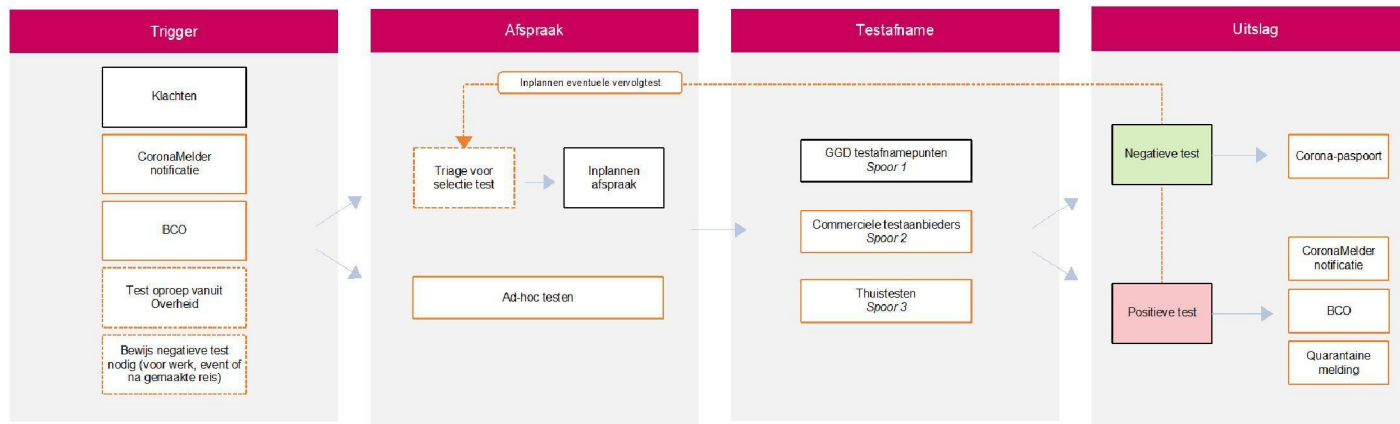 Trigger
Klachten
CoronaMelder
notificatie
BCO
Test oproep vanuit
Overheid
Bewijs negatieve test
nodig (voor werk, event of
na gemaakte reis)
Afspraak
Inplannen eventuele vervolgtest
Triage voor
selectie test
Inplannen
afspraak
Ad-hoc testen
Testafname
GGD testafnamepunten
Spoor 1
Commerciele testaanbieders
Spoor 2
Thuistesten
Spoor 3
Uitslag
Negatieve test
Corona-paspoort
Positieve test
CoronaMelder
notificatie
BCO
Quarantaine
melding